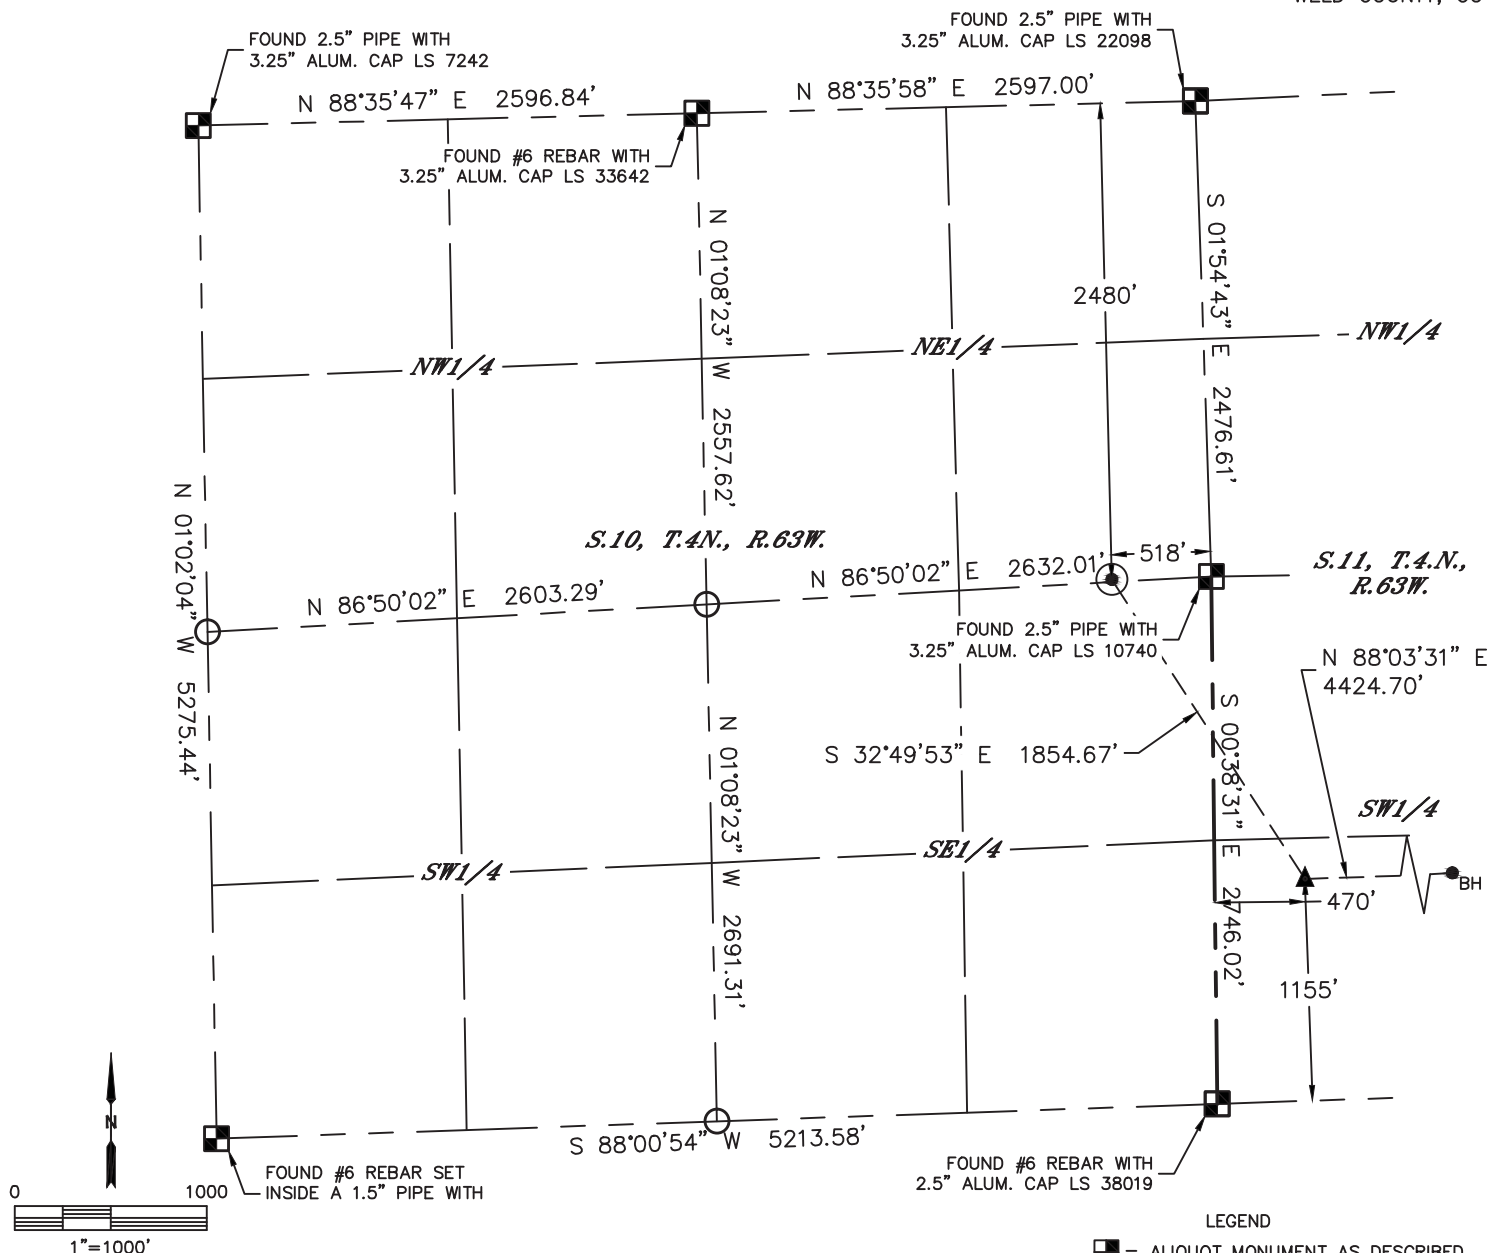 FOUND 2.5" PIPE WITH
3.25" ALUM. CAP LS 7242
FOUND 2.5" PIPE WITH
3.25" ALUM. CAP LS 22098
N 88°35'47" E 2596.84'
N 88°35'58" E 2597.00'
FOUND #6 REBAR WITH
3.25" ALUM. CAP LS 33642
N 01°08'23" W 2557.62'
S 01°54'43" E 2476.61'
2480'
NW1/4
NE1/4
NW1/4
N 01°02'04" W 5275.44'
S.10, T.4N., R.63W.
N 86°50'02" E 2603.29'
N 86°50'02" E 2632.01'
518'
S.11, T.4.N.,
R.63W.
FOUND 2.5" PIPE WITH
3.25" ALUM. CAP LS 10740
N 88°03'31" E
4424.70'
S 32°49'53" E 1854.67'
N 01°08'23" W 2691.31'
S 00°38'31" E 2746.02'
SW1/4
SE1/4
SW1/4
BH
470'
1155'
S 88°00'54" W 5213.58'
N
FOUND #6 REBAR SET
INSIDE A 1.5" PIPE WITH
FOUND #6 REBAR WITH
2.5" ALUM. CAP LS 38019
0 1000
1"=1000'
LEGEND
= ALIQUOT MONUMENT AS DESCRIBED